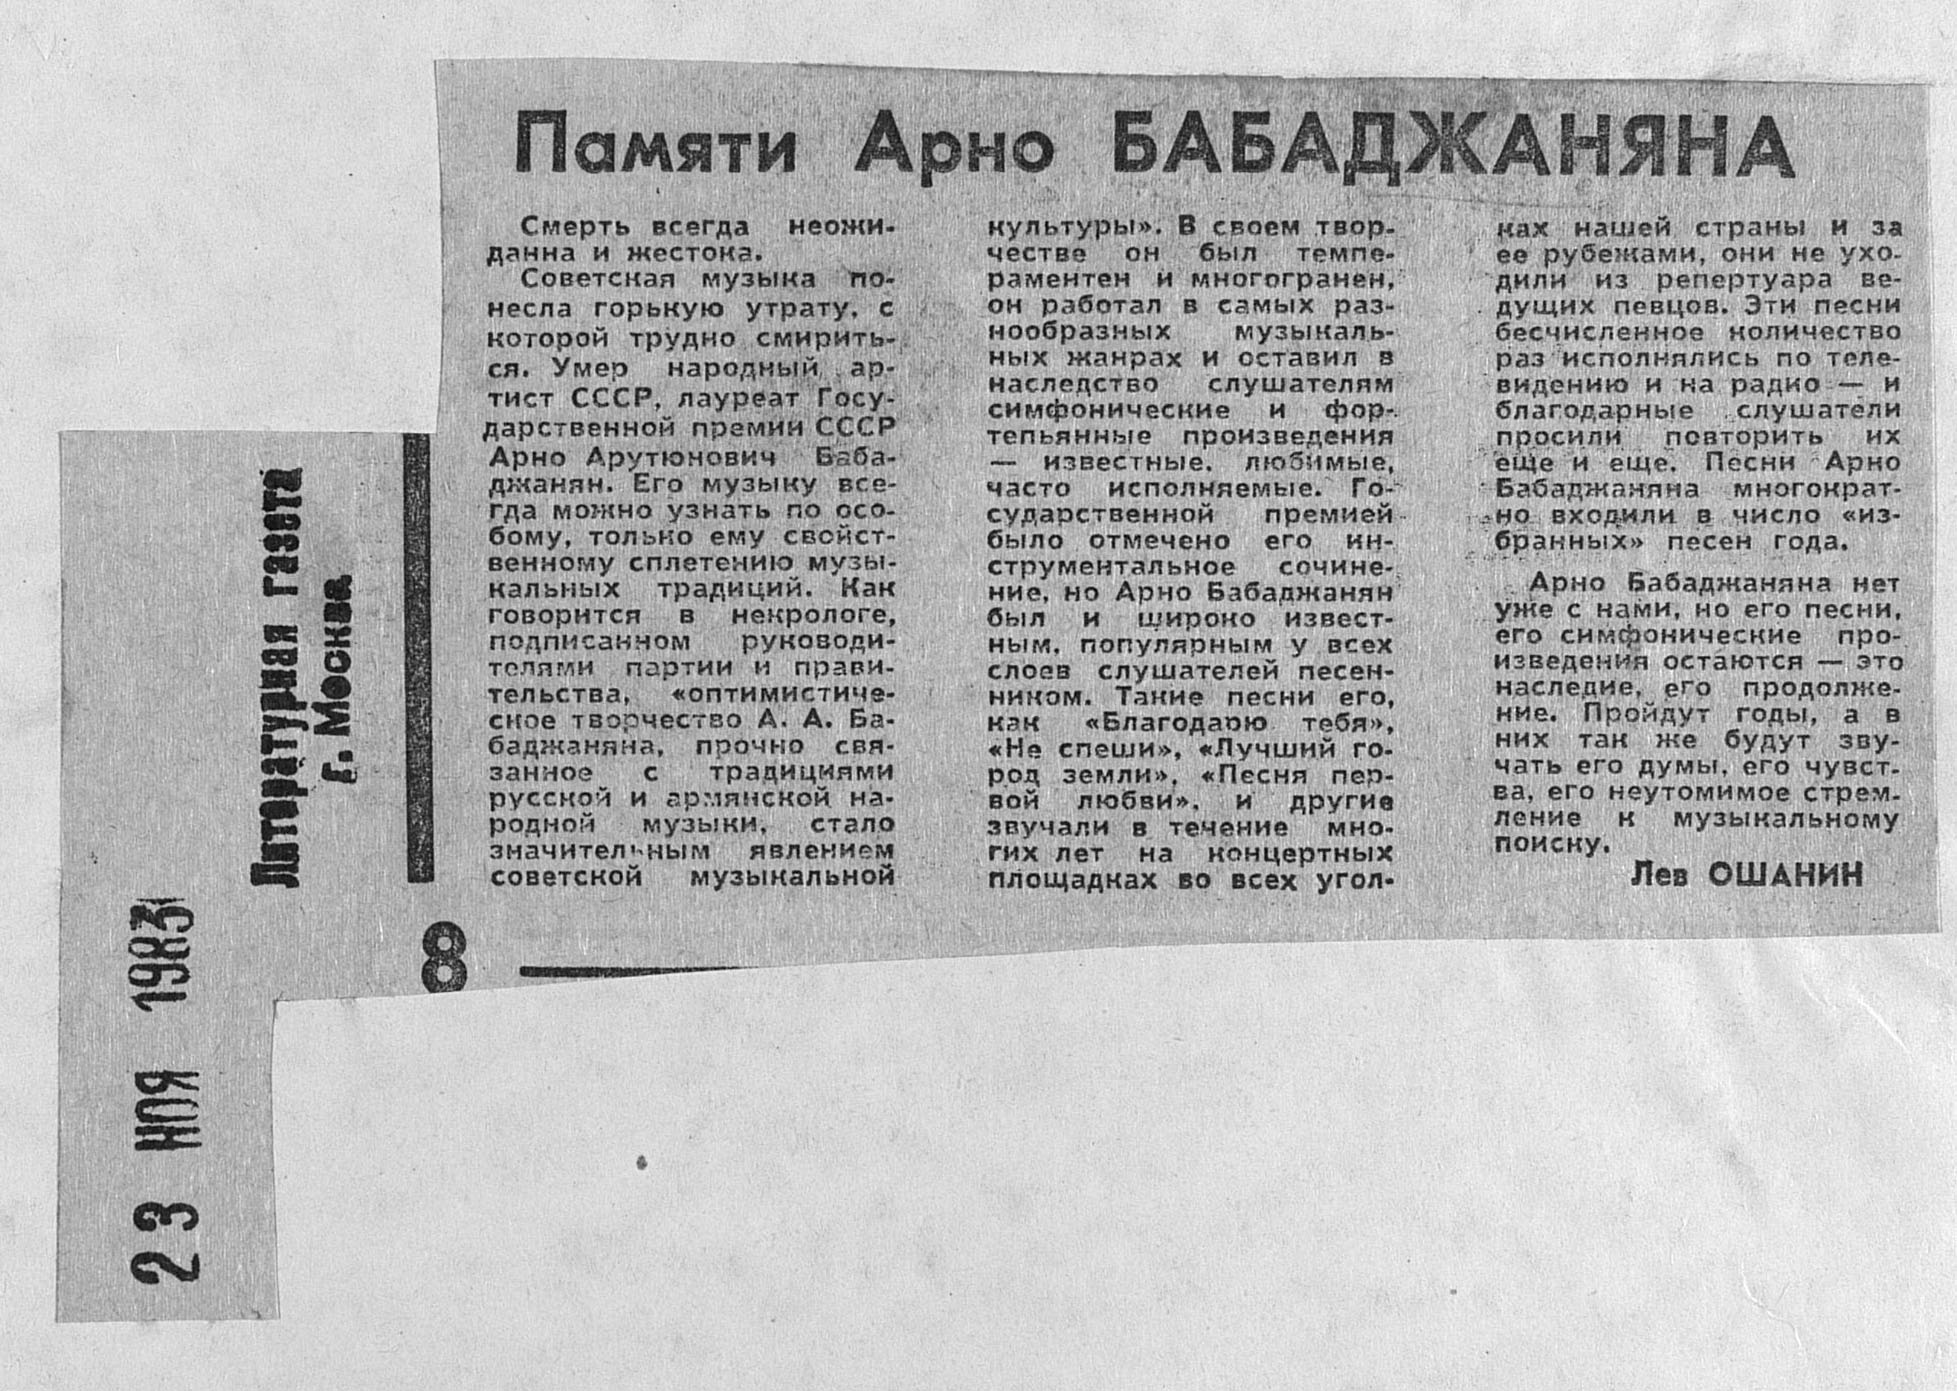 Памяти Арно БАБАДЖАНЯНА
Смерть всегда неожи-
данна и жестока.
Советская музыка по-
несла горькую утрату, с
которой трудно смирить-
ся. Умер народный ар-
тист СССР, лауреат Госу-
дарственной премии СССР
Арно Арутюнович Баба-
джанян. Его музыку все-
гда можно узнать по осо-
бому, только ему свойст-
венному сплетению музы-
кальных традиций. Как
говорится в некрологе,
подписанном руководи-
телями партии и прави-
тельства, «оптимистиче-
ское творчество А. А. Ба-
баджаняна, прочно свя-
занное с традициями
русской и армянской на-
родной музыки, стало
значительным явлением
советской музыкальной
культуры». В своем твор-
честве он был темпе-
раментен и многогранен,
он работал в самых раз-
нообразных музыкаль-
ных жанрах и оставил в
наследство слушателям
симфонические и фор-
тепьянные произведения
— известные, любимые,
часто исполняемые. Го-
сударственной премией
было отмечено его ин-
струментальное сочине-
ние, но Арно Бабаджанян
был и широко извест-
ным, популярным у всех
слоев слушателей песен-
ником. Такие песни его,
как «Благодарю тебя»,
«Не спеши», «Лучший го-
род земли», «Песня пер-
вой любви», и другие
звучали в течение мно-
гих лет на концертных
площадках во всех угол-
ках нашей страны и за
ее рубежами, они не ухо-
дили из репертуара ве-
дущих певцов. Эти песни
бесчисленное количество
раз исполнялись по теле-
видению и на радио — и
благодарные слушатели
просили повторить их
еще и еще. Песни Арно
Бабаджаняна многократ-
но входили в число «из-
бранных» песен года.
Арно Бабаджаняна нет
уже с нами, но его песни,
его симфонические про-
изведения остаются — это
наследие, его продолже-
ние. Пройдут годы, а в
них так же будут зву-
чать его думы, его чувст-
ва, его неутомимое стрем-
ление к музыкальному
поиску.
Лев ОШАНИН
8
Литературная газета
г. Москва
23 НОЯ 1983